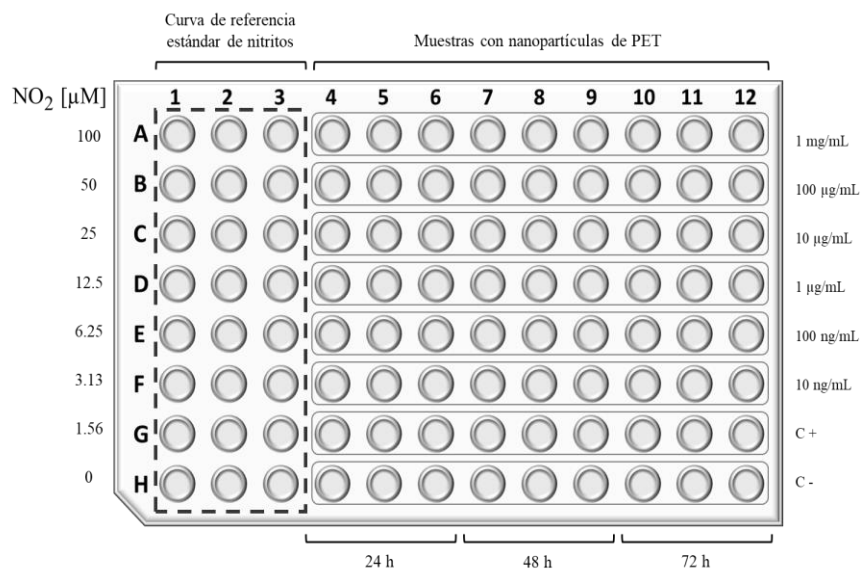 Curva de referencia
estándar de nitritos
Muestras con nanopartículas de PET
NO2 [µM]
1 2 3 4 5 6 7 8 9 10 11 12
100 A 1 mg/mL
50 B 100 µg/mL
25 C 10 µg/mL
12.5 D 1 µg/mL
6.25 E 100 ng/mL
3.13 F 10 ng/mL
1.56 G C +
0 H C -
24 h 48 h 72 h